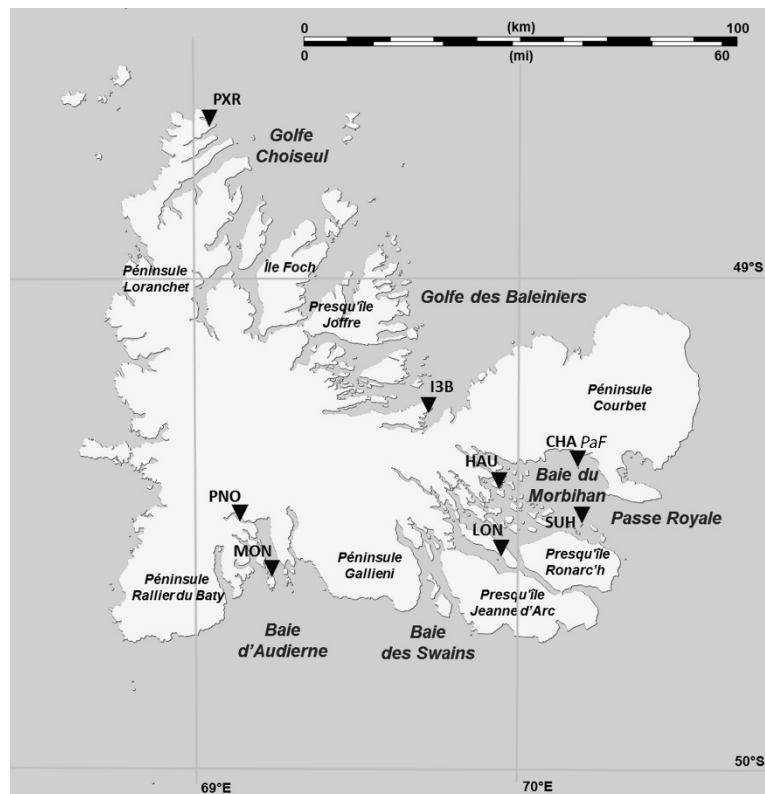 0 (km) 100
0 (mi) 60
PXR
Golfe
Choiseul
Péninsule
Loranchet
Île Foch
49°S
Presqu'île
Joffre
Golfe des Baleiniers
I3B
Péninsule
Courbet
CHA PaF
HAU
Baie du
Morbihan
PNO
SUH
Passe Royale
LON
MON
Péninsule
Gallieni
Presqu'île
Ronarc'h
Péninsule
Rallier du Baty
Presqu'île
Jeanne d'Arc
Baie
d'Audierne
Baie
des Swains
50°S
69°E
70°E